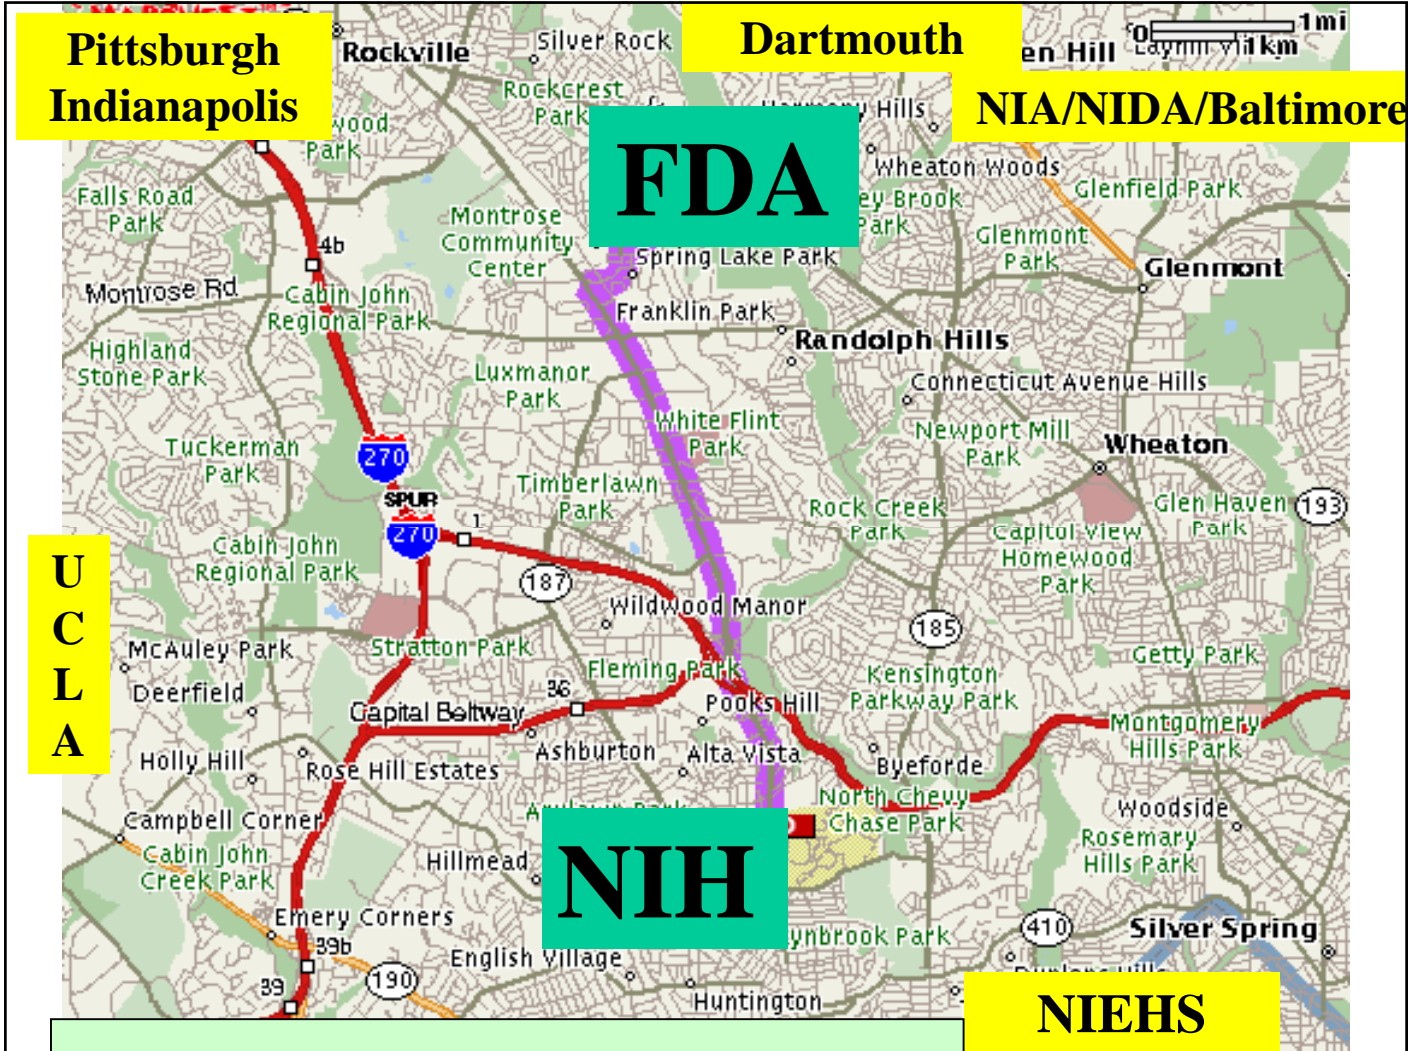 Pittsburgh
Indianapolis
Rockville
Silver Rock
Dartmouth
en Hill
0
1mi
1km
NIA/NIDA/Baltimore
Rockcrest
Park
wood
Park
Hills
FDA
Wheaton Woods
Falls Road
Park
Glenfield Park
ey Brook
Park
Montrose
Community
Center
4b
Glenmont
Park
Spring Lake Park
Glenmont
Montrose Rd
Cabin John
Regional Park
Franklin Park
Randolph Hills
Highland
Stone Park
Luxmanor
Park
Connecticut Avenue Hills
White Flint
Park
Newport Mill
Park
Wheaton
Tuckerman
Park
270
SPUR
270
1
Timberlawn
Park
Rock Creek
Park
Glen Haven
Park
193
Capitol View
Homewood
Park
U
C
L
A
Cabin John
Regional Park
187
Wildwood Manor
185
McAuley Park
Stratton Park
Getty Park
Deerfield
Fleming Park
Kensington
Parkway Park
36
Pooks Hill
Capital Beltway
Montgomery
Hills Park
Ashburton
Alta Vista
Holly Hill
Rose Hill Estates
Byeforde
North Chevy
Chase Park
Woodside
Campbell Corner
Rosemary
Hills Park
Cabin John
Creek Park
Hillmead
NIH
Emery Corners
39b
410
Silver Spring
ynbrook Park
English Village
190
39
Huntington
NIEHS